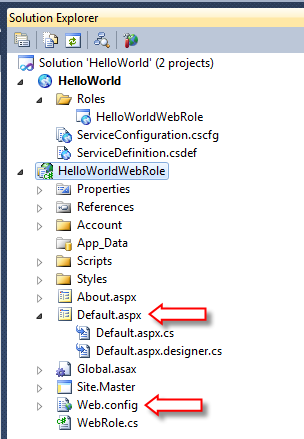 Solution Explorer
Solution 'HelloWorld' (2 projects)
HelloWorld
Roles
HelloWorldWebRole
ServiceConfiguration.cscfg
ServiceDefinition.csdef
HelloWorldWebRole
Properties
References
Account
App_Data
Scripts
Styles
About.aspx
Default.aspx
Default.aspx.cs
Default.aspx.designer.cs
Global.asax
Site.Master
Web.config
WebRole.cs